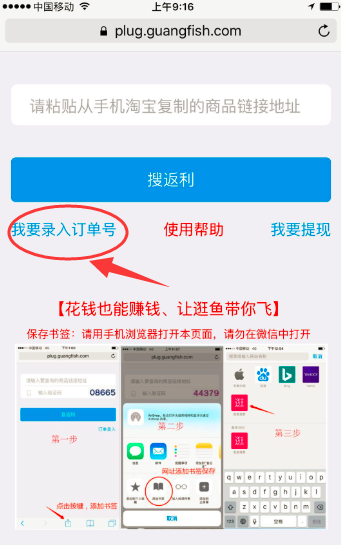 中国移动
上午9:16
plug.guangfish.com
请粘贴从手机淘宝复制的商品链接地址
搜返利
我要录入订单号 使用帮助 我要提现
【花钱也能赚钱、让逛鱼带你飞】
保存书签：请用手机浏览器打开本页面，请勿在微信中打开
plug.guangfish.com
08665
第一步
点击按键，添加书签
plug.guangfish.com
44379
第二步
网址添加书签保存
取消
取消
第三步
q w e r t y u i o p
a s d f g h j k l
z x c v b n m
123